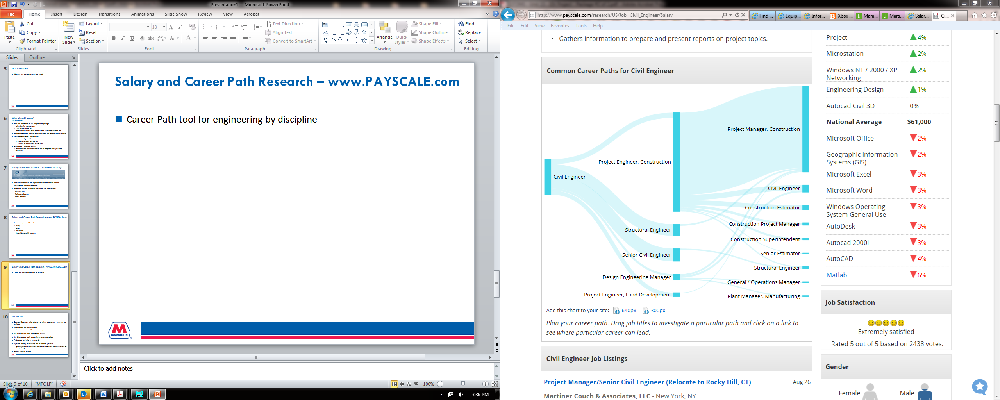 Presentation1 - Microsoft PowerPoint
File Home Insert Design Transitions Animations Slide Show Review View Acrobat
Paste
Cut
Copy
Format Painter
Clipboard
New Slide
Layout
Reset
Section
Slides
18
Font
Text Direction
Align Text
Convert to SmartArt
Paragraph
Arrange
Quick Styles
Shape Fill
Shape Outline
Shape Effects
Drawing
Find
Replace
Select
Editing
Slides Outline
5
Is it a Good Fit?
Measuring the company against your needs
6
What should I expect?
7
Salary and Benefit Research – www.NACEweb.org
8
Salary and Career Path Research – www.PAYSCALE.com
Resource for general information about
Salary
Bonus
Satisfaction
General demographic statistics
9
Salary and Career Path Research – www.PAYSCALE.com
Career Path tool for engineering by discipline
10
On the Job
Salary and Career Path Research – www.PAYSCALE.com
Career Path tool for engineering by discipline
M
MARATHON
Click to add notes
Slide 9 of 10 "MPC LP" 100%
3:36 PM
http://www.payscale.com/research/US/Job=Civil_Engineer/Salary
Find ... Equip... Infor... Xbox ... Mara... Mara... Salar... Ci...
File Edit View Favorites Tools Help
• Gathers information to prepare and present reports on project topics.
Common Career Paths for Civil Engineer
Civil Engineer
Project Engineer, Construction
Structural Engineer
Senior Civil Engineer
Design Engineering Manager
Project Engineer, Land Development
Project Manager, Construction
Civil Engineer
Construction Estimator
Construction Project Manager
Construction Superintendent
Senior Estimator
Structural Engineer
General / Operations Manager
Plant Manager, Manufacturing
Add this chart to your site: 640px 300px
Plan your career path. Drag job titles to investigate a particular path and click on a link to
see where particular career can lead.
Civil Engineer Job Listings
Project Manager/Senior Civil Engineer (Relocate to Rocky Hill, CT) Aug 26
Martinez Couch & Associates, LLC - New York, NY
Project 4%
Microstation 2%
Windows NT / 2000 / XP
Networking 2%
Engineering Design 1%
Autocad Civil 3D 0%
National Average $61,000
Microsoft Office 2%
Geographic Information
Systems (GIS) 2%
Microsoft Excel 3%
Microsoft Word 3%
Windows Operating
System General Use 3%
AutoDesk 3%
Autocad 2000i 3%
AutoCAD 4%
Matlab 6%
Job Satisfaction
Extremely satisfied
Rated 5 out of 5 based on 2438 votes.
Gender
Female Male